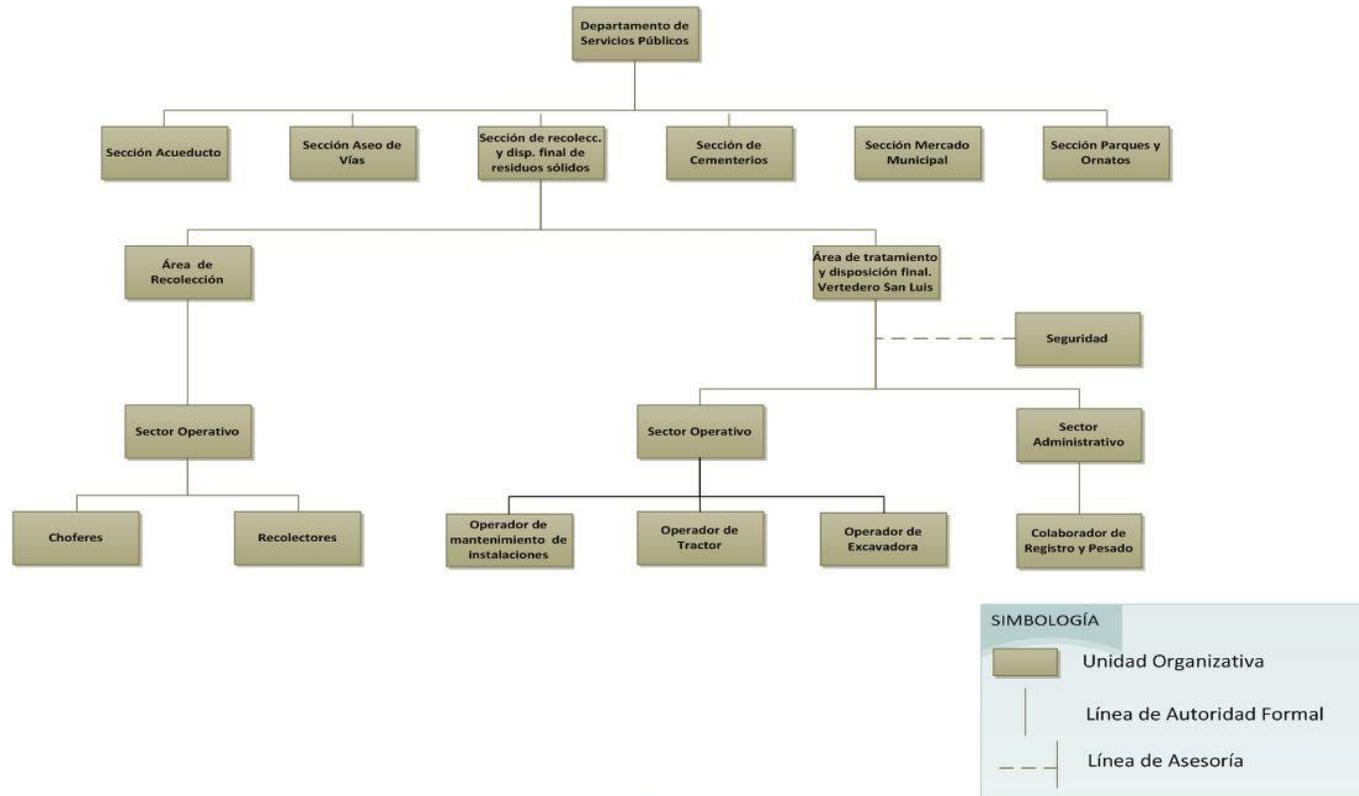 Departamento de
Servicios Públicos
Sección Acueducto
Sección Aseo de
Vías
Sección de recolecc.
y disp. final de
residuos sólidos
Sección de
Cementerios
Sección Mercado
Municipal
Sección Parques y
Ornatos
Área de
Recolección
Área de tratamiento
y disposición final.
Vertedero San Luis
Seguridad
Sector Operativo
Sector Operativo
Sector
Administrativo
Choferes
Recolectores
Operador de
mantenimiento de
instalaciones
Operador de
Tractor
Operador de
Excavadora
Colaborador de
Registro y Pesado
SIMBOLOGÍA
Unidad Organizativa
Línea de Autoridad Formal
Línea de Asesoría